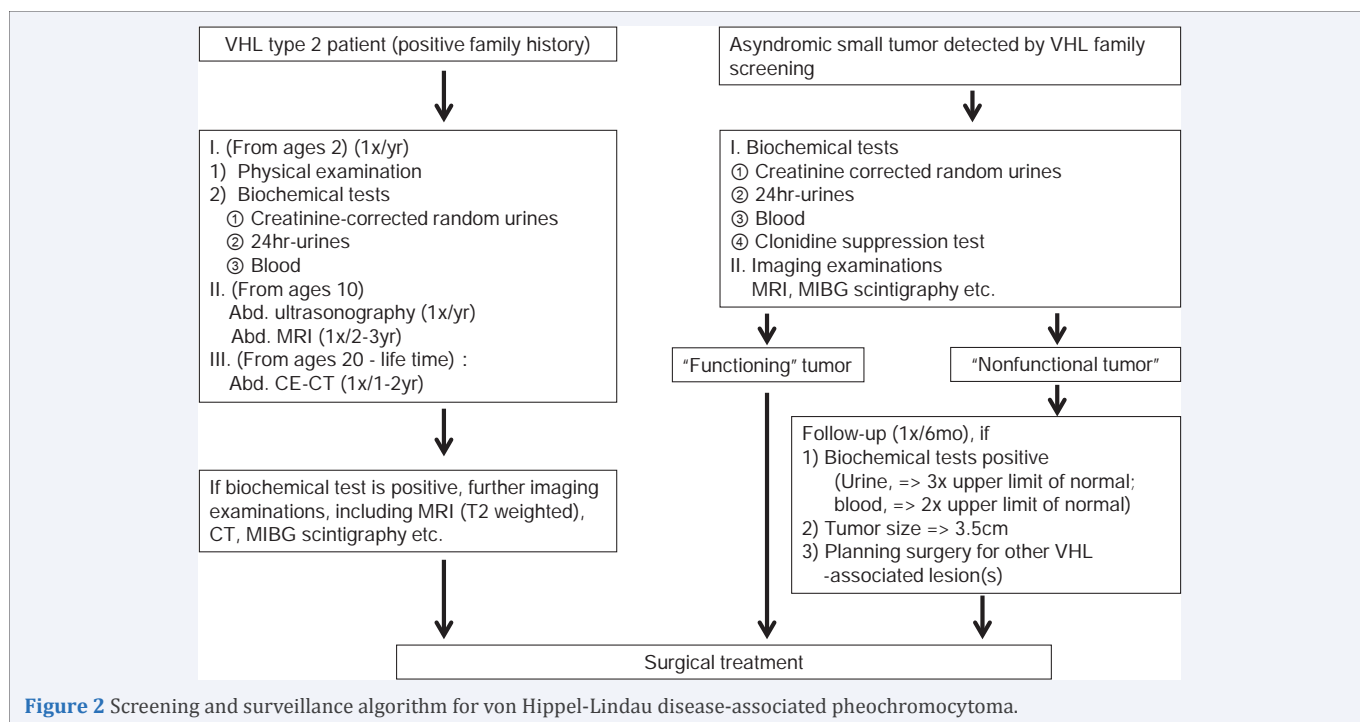 VHL type 2 patient (positive family history)
I. (From ages 2) (1x/yr)
1) Physical examination
2) Biochemical tests
① Creatinine-corrected random urines
② 24hr-urines
③ Blood
II. (From ages 10)
Abd. ultrasonography (1x/yr)
Abd. MRI (1x/2-3yr)
III. (From ages 20 - life time) :
Abd. CE-CT (1x/1-2yr)
If biochemical test is positive, further imaging
examinations, including MRI (T2 weighted),
CT, MIBG scintigraphy etc.
Asyndromic small tumor detected by VHL family
screening
I. Biochemical tests
① Creatinine corrected random urines
② 24hr-urines
③ Blood
④ Clonidine suppression test
II. Imaging examinations
MRI, MIBG scintigraphy etc.
"Functioning" tumor
"Nonfunctional tumor"
Follow-up (1x/6mo), if
1) Biochemical tests positive
(Urine, => 3x upper limit of normal;
blood, => 2x upper limit of normal)
2) Tumor size => 3.5cm
3) Planning surgery for other VHL
-associated lesion(s)
Surgical treatment
Figure 2 Screening and surveillance algorithm for von Hippel-Lindau disease-associated pheochromocytoma.